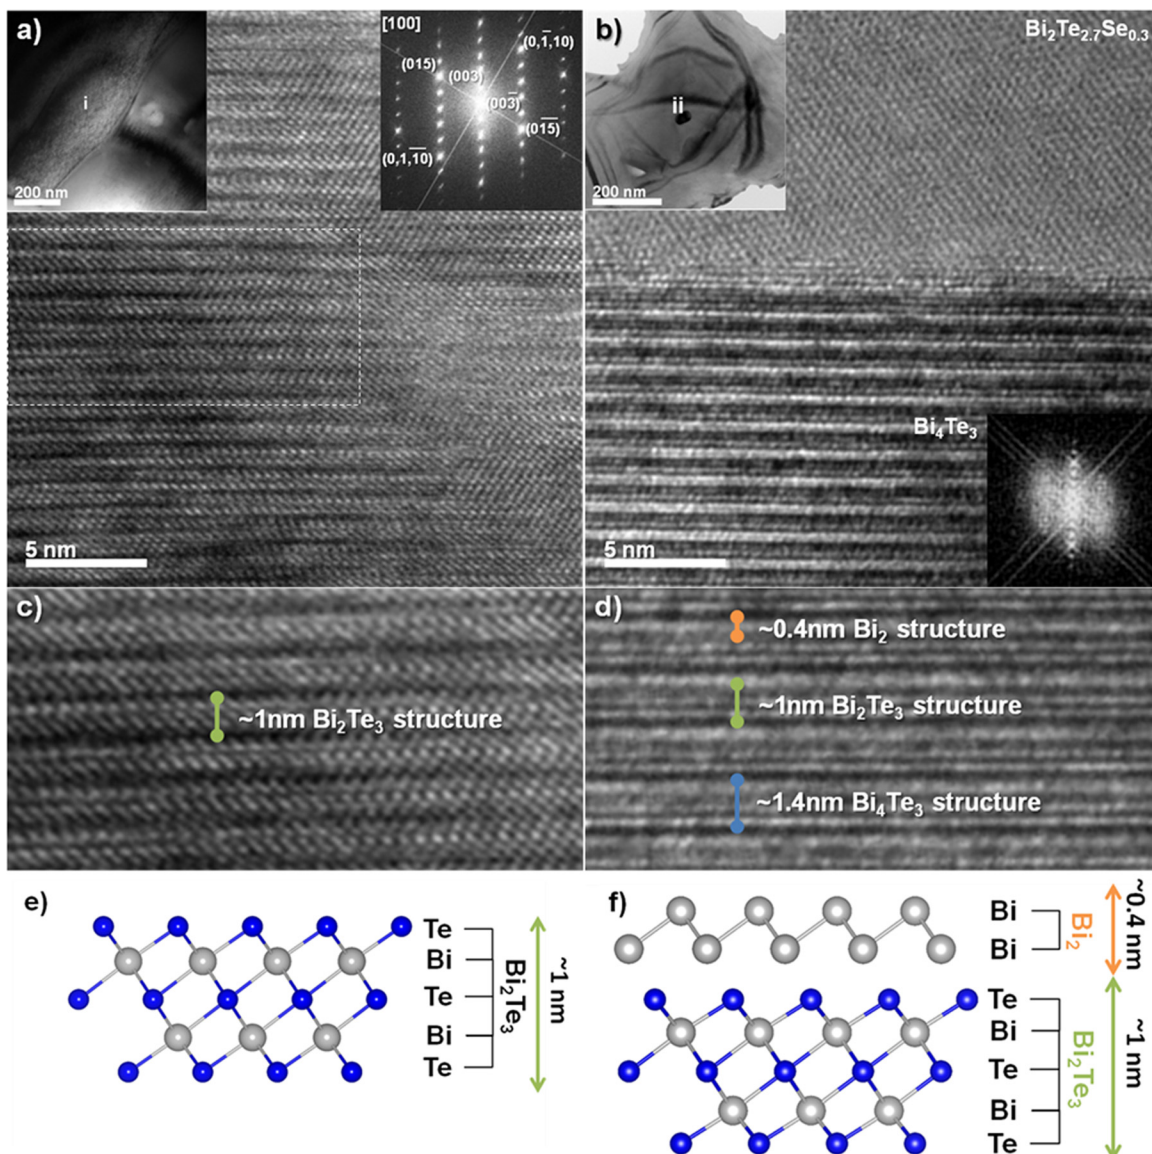 a)
i
200 nm
[100]
(0,1̅,10)
(015)
(003)
(003̅)
(01̅5̅)
(0,1,1̅0̅)
5 nm
b)
ii
200 nm
Bi₂Te₂.₇Se₀.₃
Bi₄Te₃
5 nm
c)
~1nm Bi₂Te₃ structure
d)
~0.4nm Bi₂ structure
~1nm Bi₂Te₃ structure
~1.4nm Bi₄Te₃ structure
e)
Te
Bi
Te
Bi
Te
Bi₂Te₃
~1 nm
f)
Bi
Bi
Bi₂
~0.4 nm
Te
Bi
Te
Bi
Te
Bi₂Te₃
~1 nm